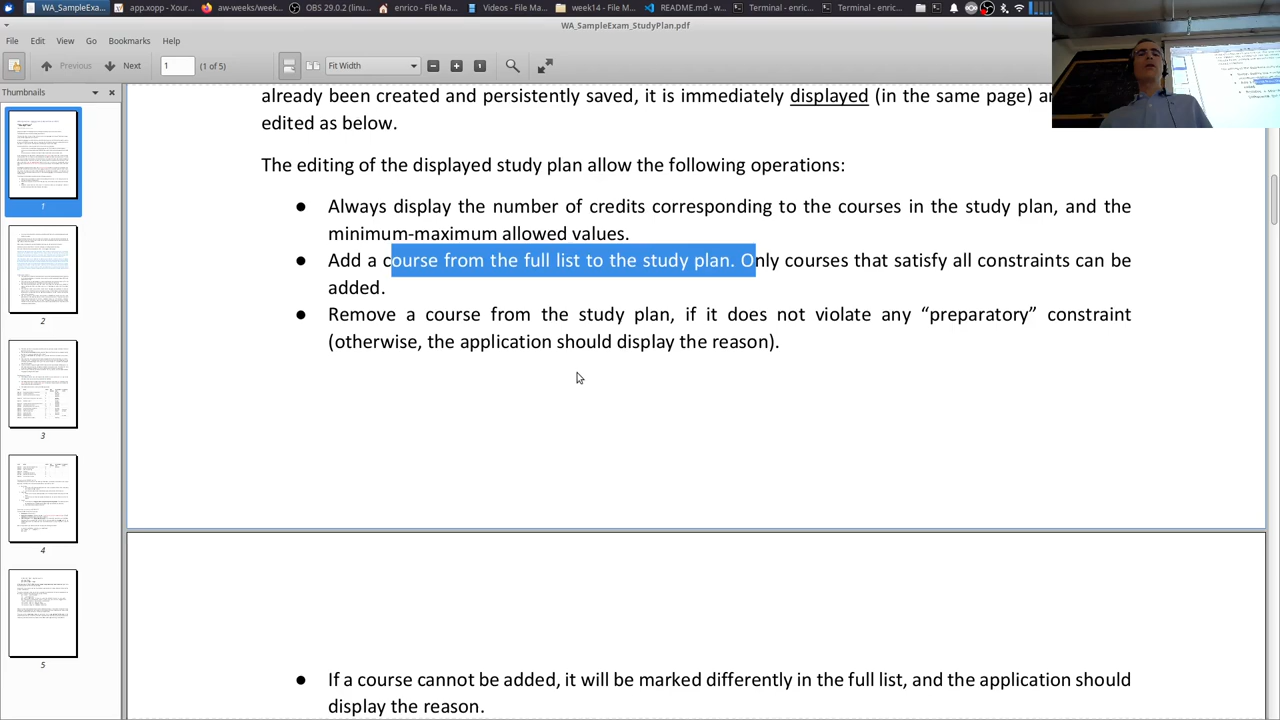 aw-weeks/week...
app.xopp - Xour...
OBS 29.0.2 (linu...
enrico - File Ma...
Videos - File Ma...
week14 - File M...
README.md - w...
Terminal - enric...
Terminal - enric...
WA_SampleExam_StudyPlan.pdf
File Edit View Go Bookmarks Help
Previous Next 1 (1 of 5) Fit Width
Thumbnails
1
2
3
4
5
already been created and persistently saved, it is immediately displayed (in the same page)
edited as below.
The editing of the displayed study plan allow the following operations:
● Always display the number of credits corresponding to the courses in the study plan, and the
minimum-maximum allowed values.
● Add a course from the full list to the study plan. Only courses that satisfy all constraints can be
added.
● Remove a course from the study plan, if it does not violate any “preparatory” constraint
(otherwise, the application should display the reason).
● If a course cannot be added, it will be marked differently in the full list, and the application should
display the reason.